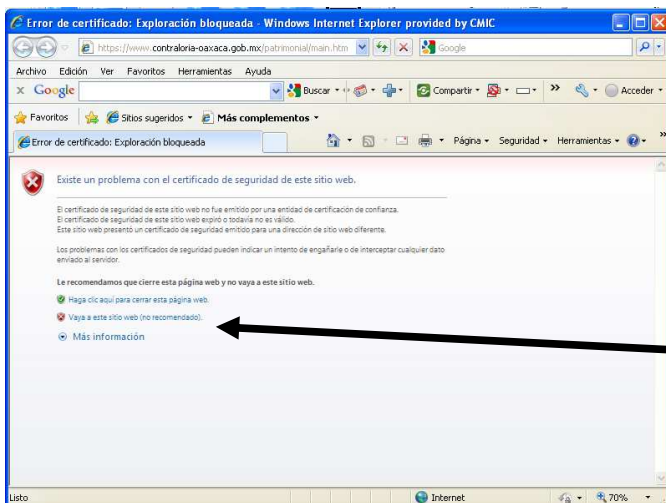 Error de certificado: Exploración bloqueada - Windows Internet Explorer provided by CMIC
https://www.contraloria-oaxaca.gob.mx/patrimonial/main.htm Google
Archivo Edición Ver Favoritos Herramientas Ayuda
x Google Buscar Compartir » Acceder
Favoritos Sitios sugeridos Más complementos
Error de certificado: Exploración bloqueada Página Seguridad Herramientas »
Existe un problema con el certificado de seguridad de este sitio web.
El certificado de seguridad de este sitio web no fue emitido por una entidad de certificación de confianza.
El certificado de seguridad de este sitio web expiró o todavía no es válido.
Este sitio web presentó un certificado de seguridad emitido para una dirección de sitio web diferente.
Los problemas con los certificados de seguridad pueden indicar un intento de engañarle o de interceptar cualquier dato
enviado al servidor.
Le recomendamos que cierre esta página web y no vaya a este sitio web.
Haga clic aquí para cerrar esta página web.
Vaya a este sitio web (no recomendado).
Más información
Listo Internet 70%